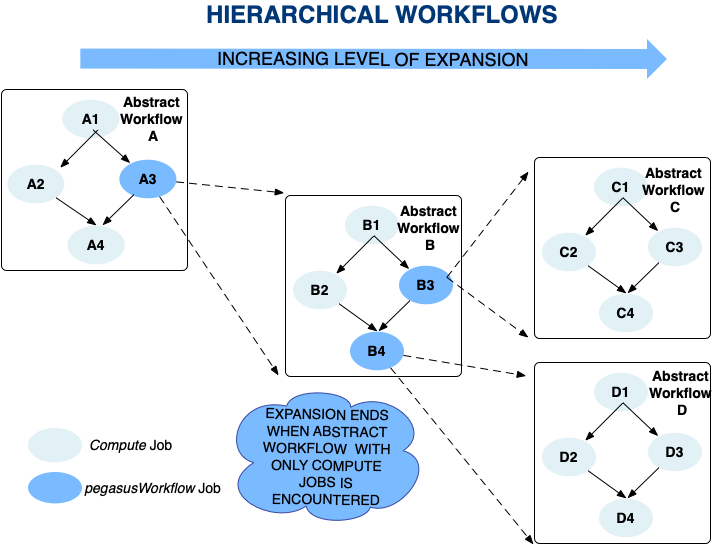 HIERARCHICAL WORKFLOWS
INCREASING LEVEL OF EXPANSION
Abstract
Workflow
A
A1
A2
A3
A4
Abstract
Workflow
B
B1
B2
B3
B4
Abstract
Workflow
C
C1
C2
C3
C4
Abstract
Workflow
D
D1
D2
D3
D4
EXPANSION ENDS
WHEN ABSTRACT
WORKFLOW WITH
ONLY COMPUTE
JOBS IS
ENCOUNTERED
Compute Job
pegasusWorkflow Job